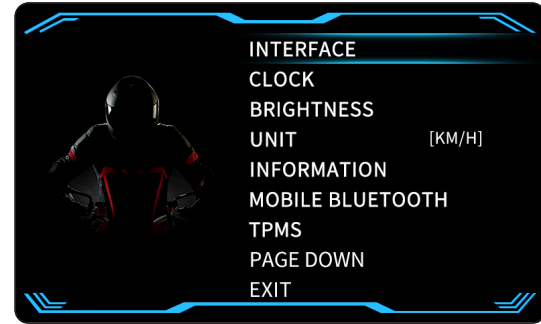 INTERFACE
CLOCK
BRIGHTNESS
UNIT [KM/H]
INFORMATION
MOBILE BLUETOOTH
TPMS
PAGE DOWN
EXIT